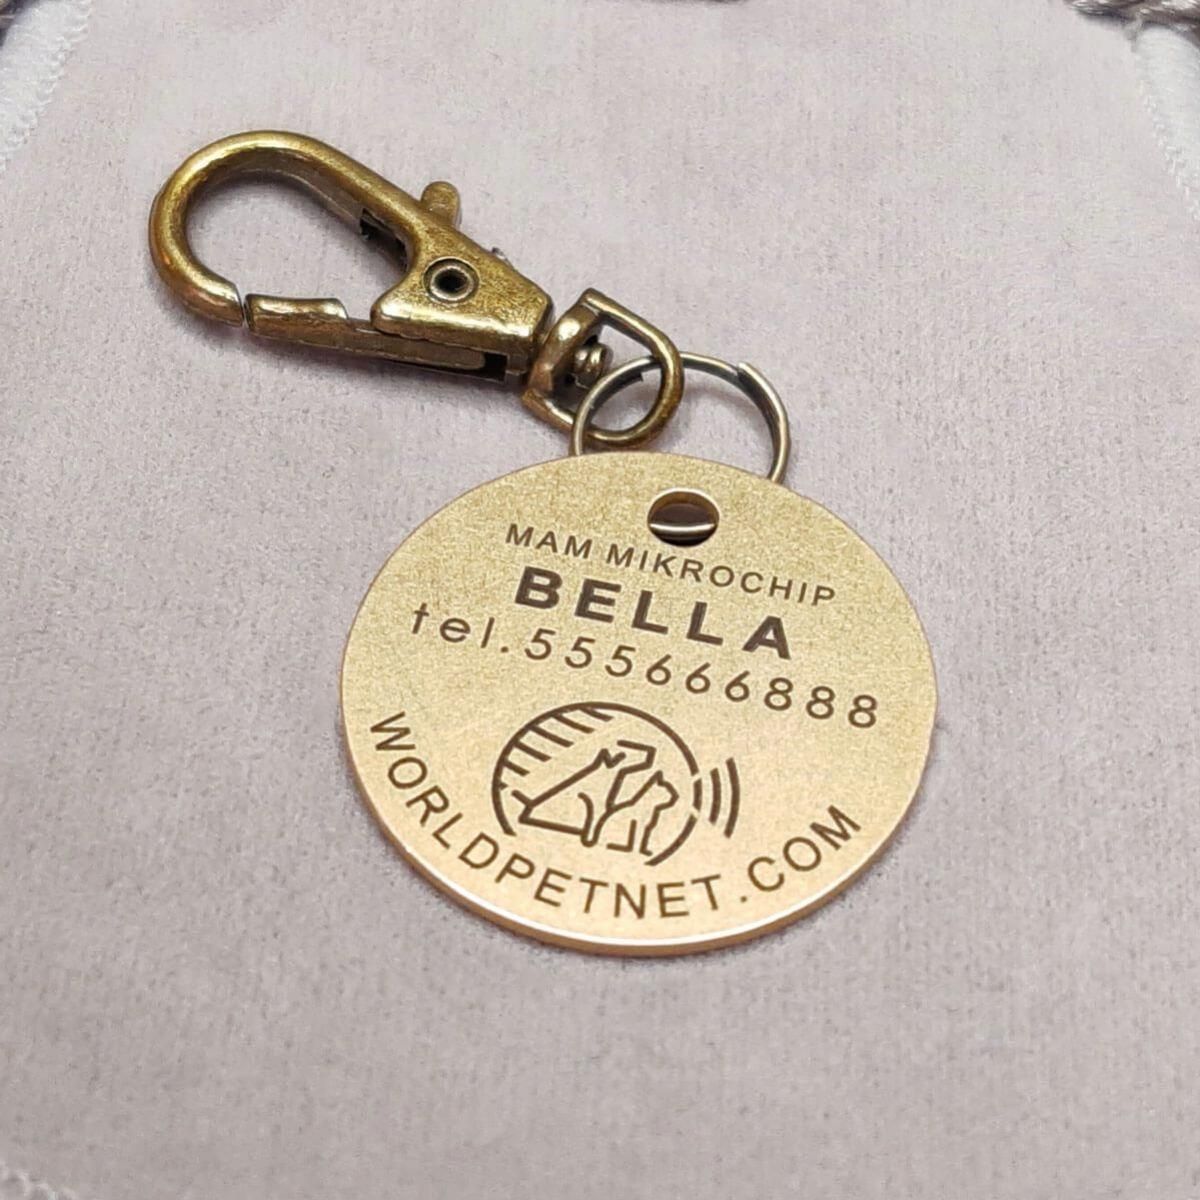 MAM MIKROCHIP
BELLA
tel.555666888
WORLDPETNET.COM